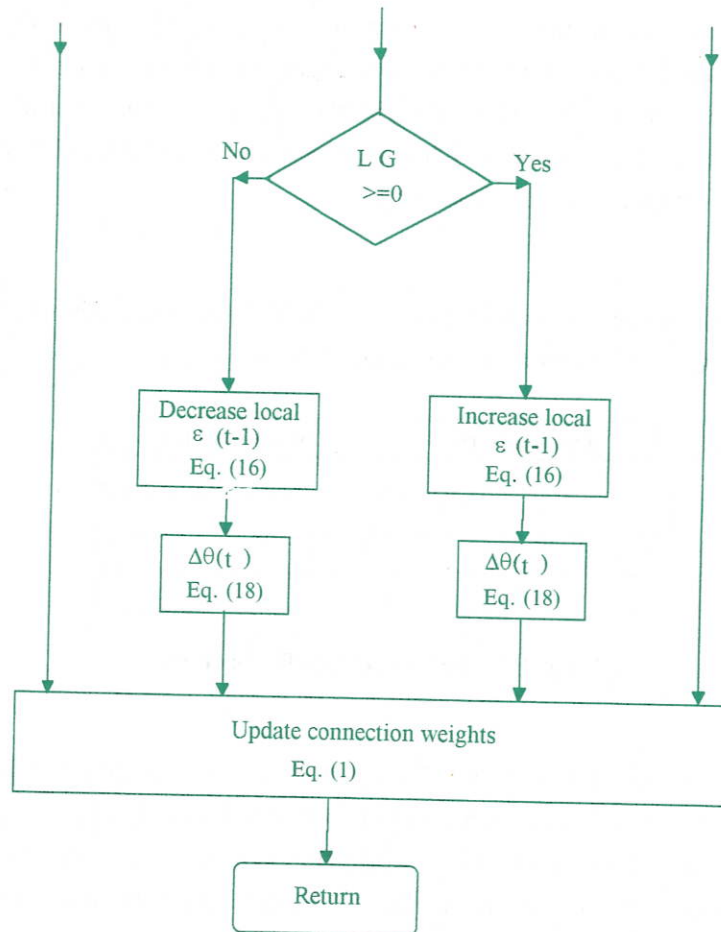 No
L G
>=0
Yes
Decrease local
ε (t-1)
Eq. (16)
Increase local
ε (t-1)
Eq. (16)
Δθ(t )
Eq. (18)
Δθ(t )
Eq. (18)
Update connection weights
Eq. (1)
Return